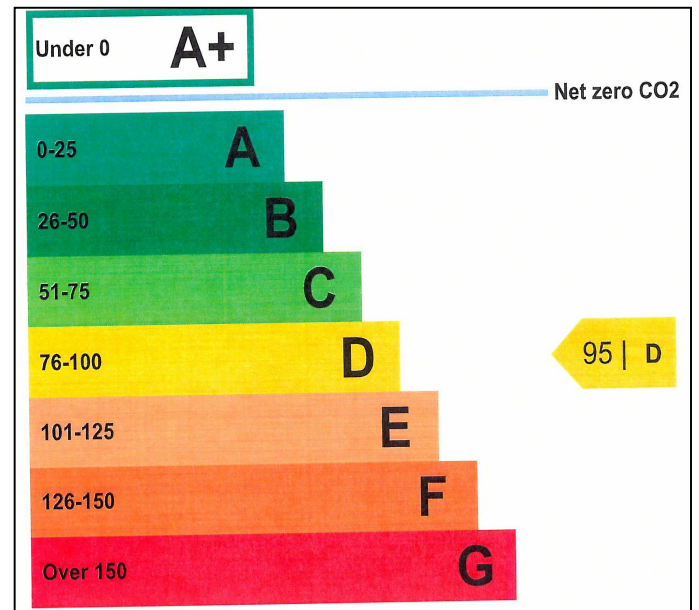 Under 0 A+
Net zero CO2
0-25 A
26-50 B
51-75 C
76-100 D
95 | D
101-125 E
126-150 F
Over 150 G